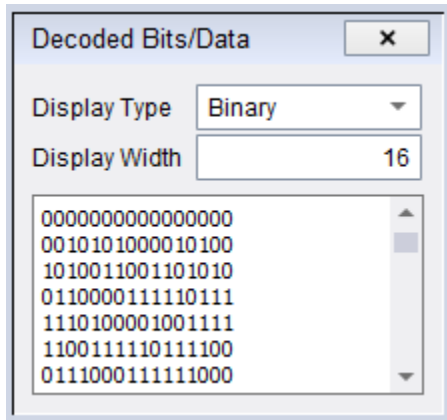 Decoded Bits/Data
Display Type Binary
Display Width 16
0000000000000000
0010101000010100
1010011001101010
0110000111110111
1110100001001111
1100111110111100
0111000111111000